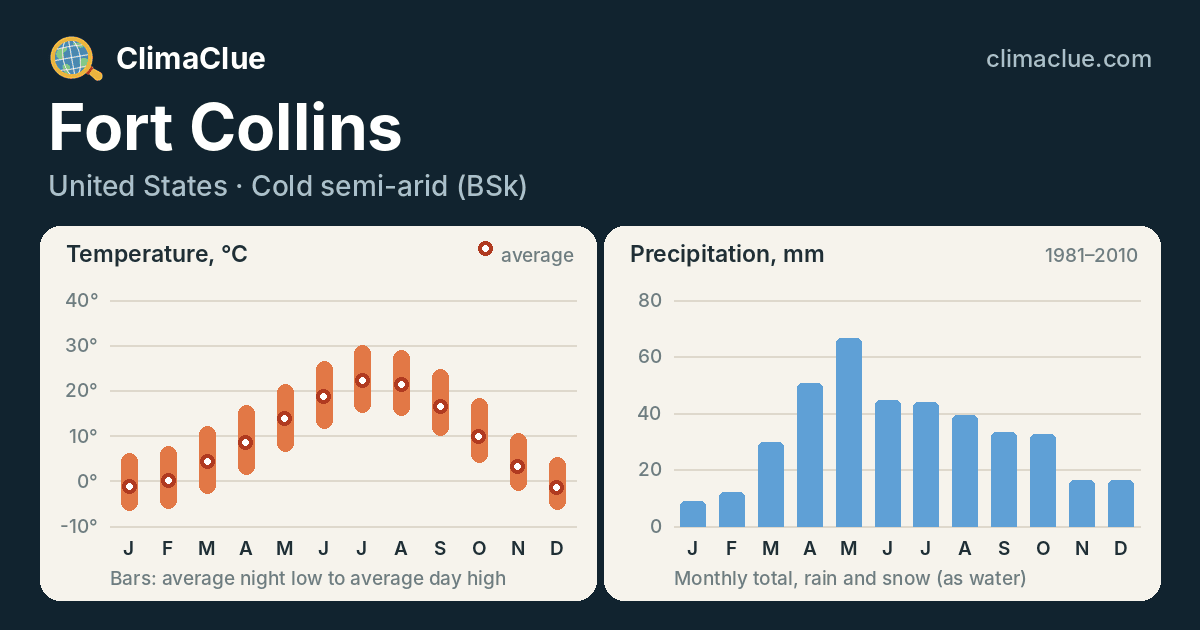 ClimaClue
climaclue.com
Fort Collins
United States · Cold semi-arid (BSk)
Temperature, °C
average
40°
30°
20°
10°
0°
-10°
J F M A M J J A S O N D
Bars: average night low to average day high
Precipitation, mm
1981–2010
80
60
40
20
0
J F M A M J J A S O N D
Monthly total, rain and snow (as water)